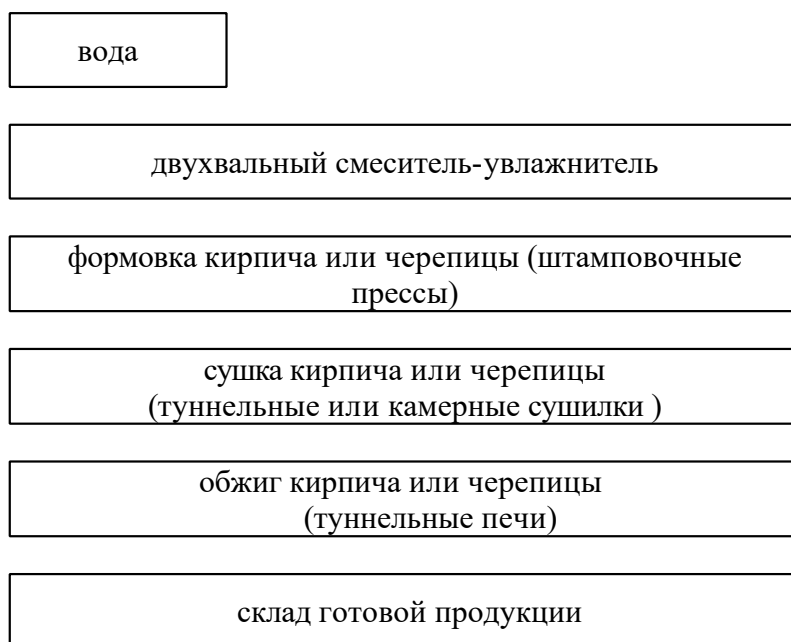 вода
двухвальный смеситель-увлажнитель
формовка кирпича или черепицы (штамповочные
прессы)
сушка кирпича или черепицы
(туннельные или камерные сушилки )
обжиг кирпича или черепицы
(туннельные печи)
склад готовой продукции